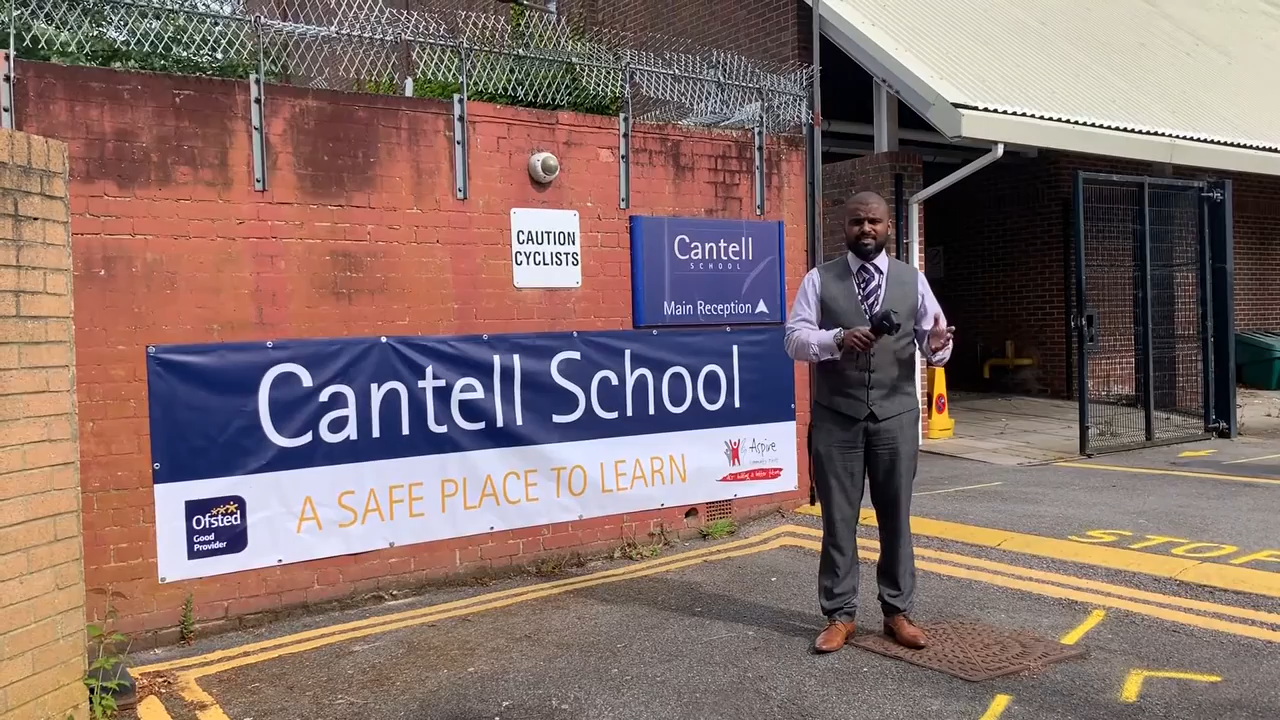 CAUTION
CYCLISTS
Cantell
SCHOOL
Main Reception
Cantell School
A SAFE PLACE TO LEARN
Ofsted
Good
Provider
Aspire
STOP